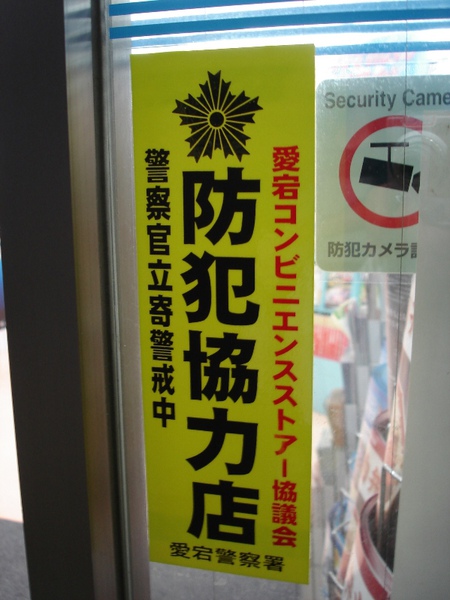 愛宕コンビニエンスストアー協議会
防犯協力店
警察官立寄警戒中
愛宕警察署
Security Came
防犯カメラ